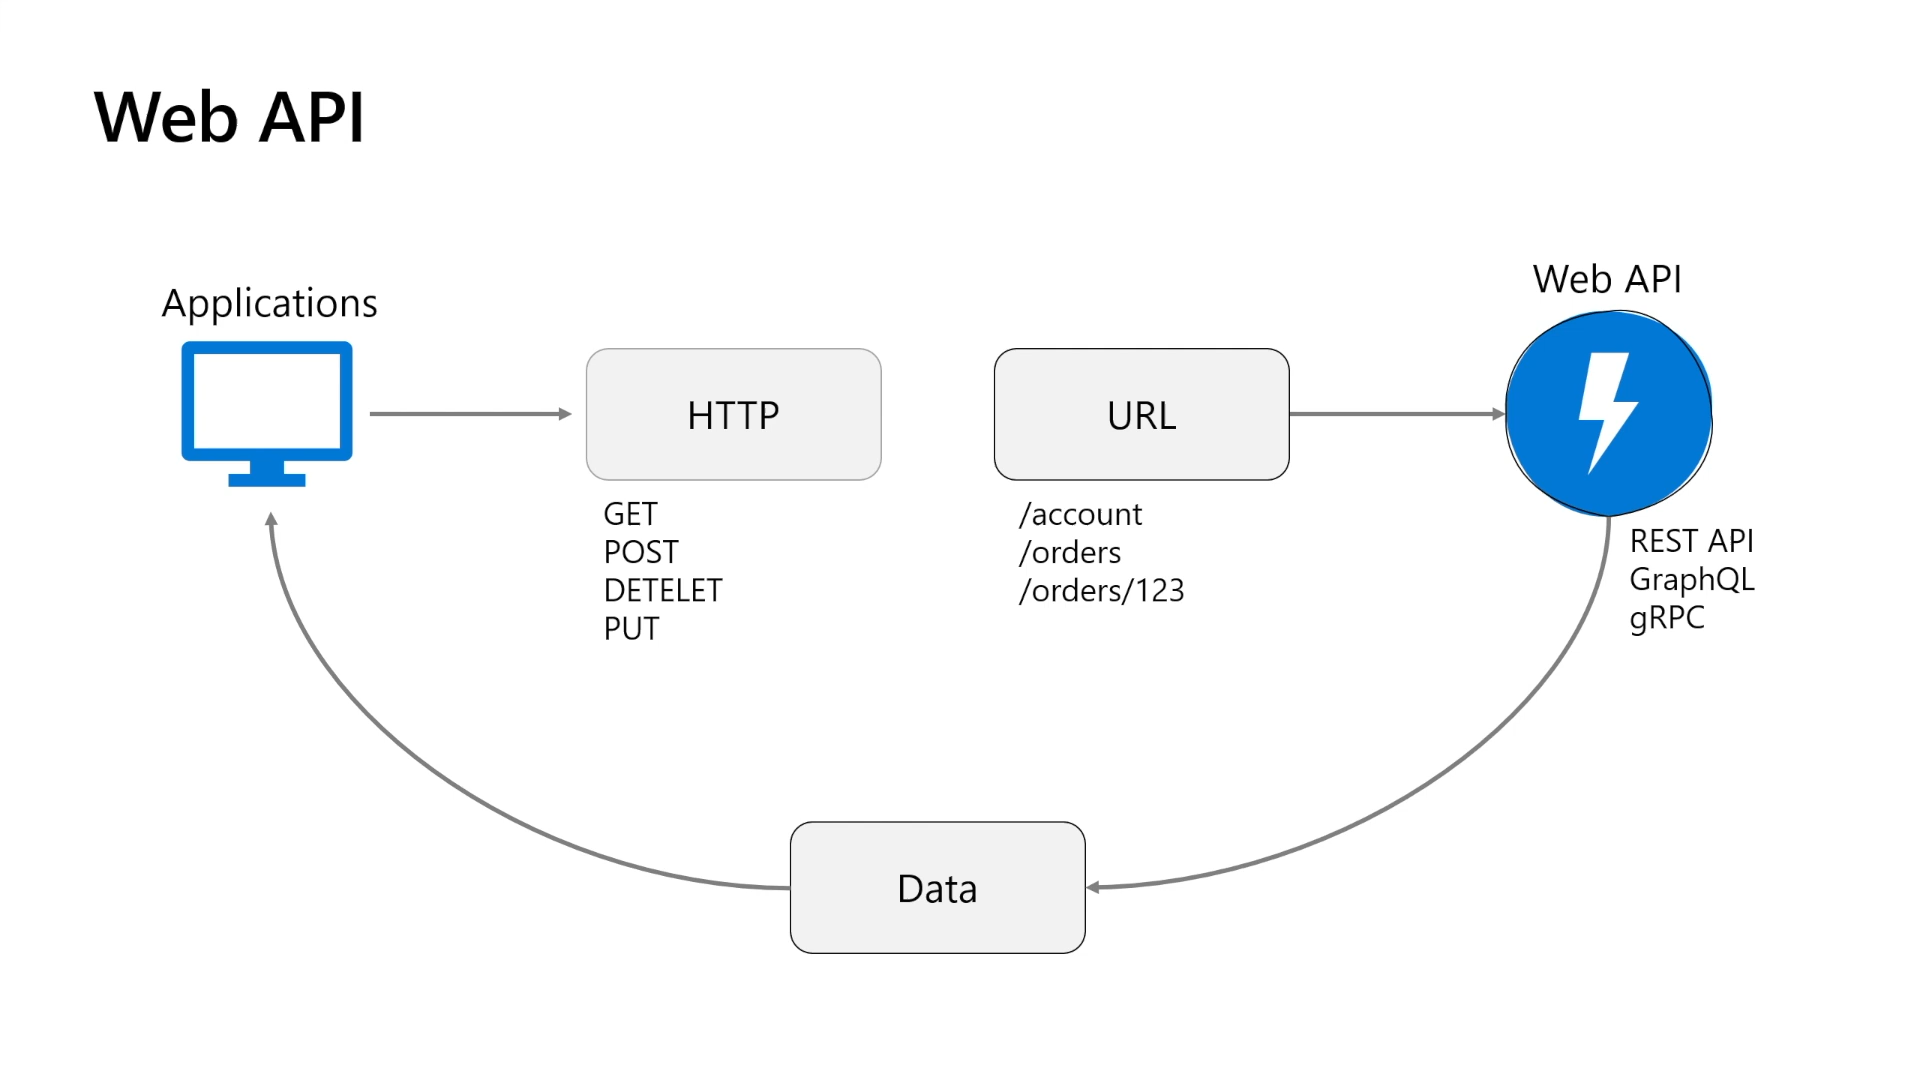 Web API
Applications
HTTP
GET
POST
DETELET
PUT
URL
/account
/orders
/orders/123
Web API
REST API
GraphQL
gRPC
Data